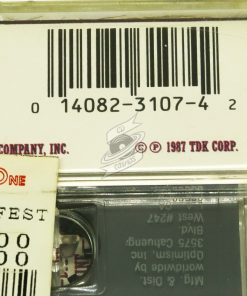 0 14082-3107-4 2
COMPANY, INC.
© ℗ 1987 TDK CORP.
ONE
FEST
00
00
Mfg & Dist.
worldwide by
Optimism, Inc
3575 Cahuenga
Blvd.
West #247